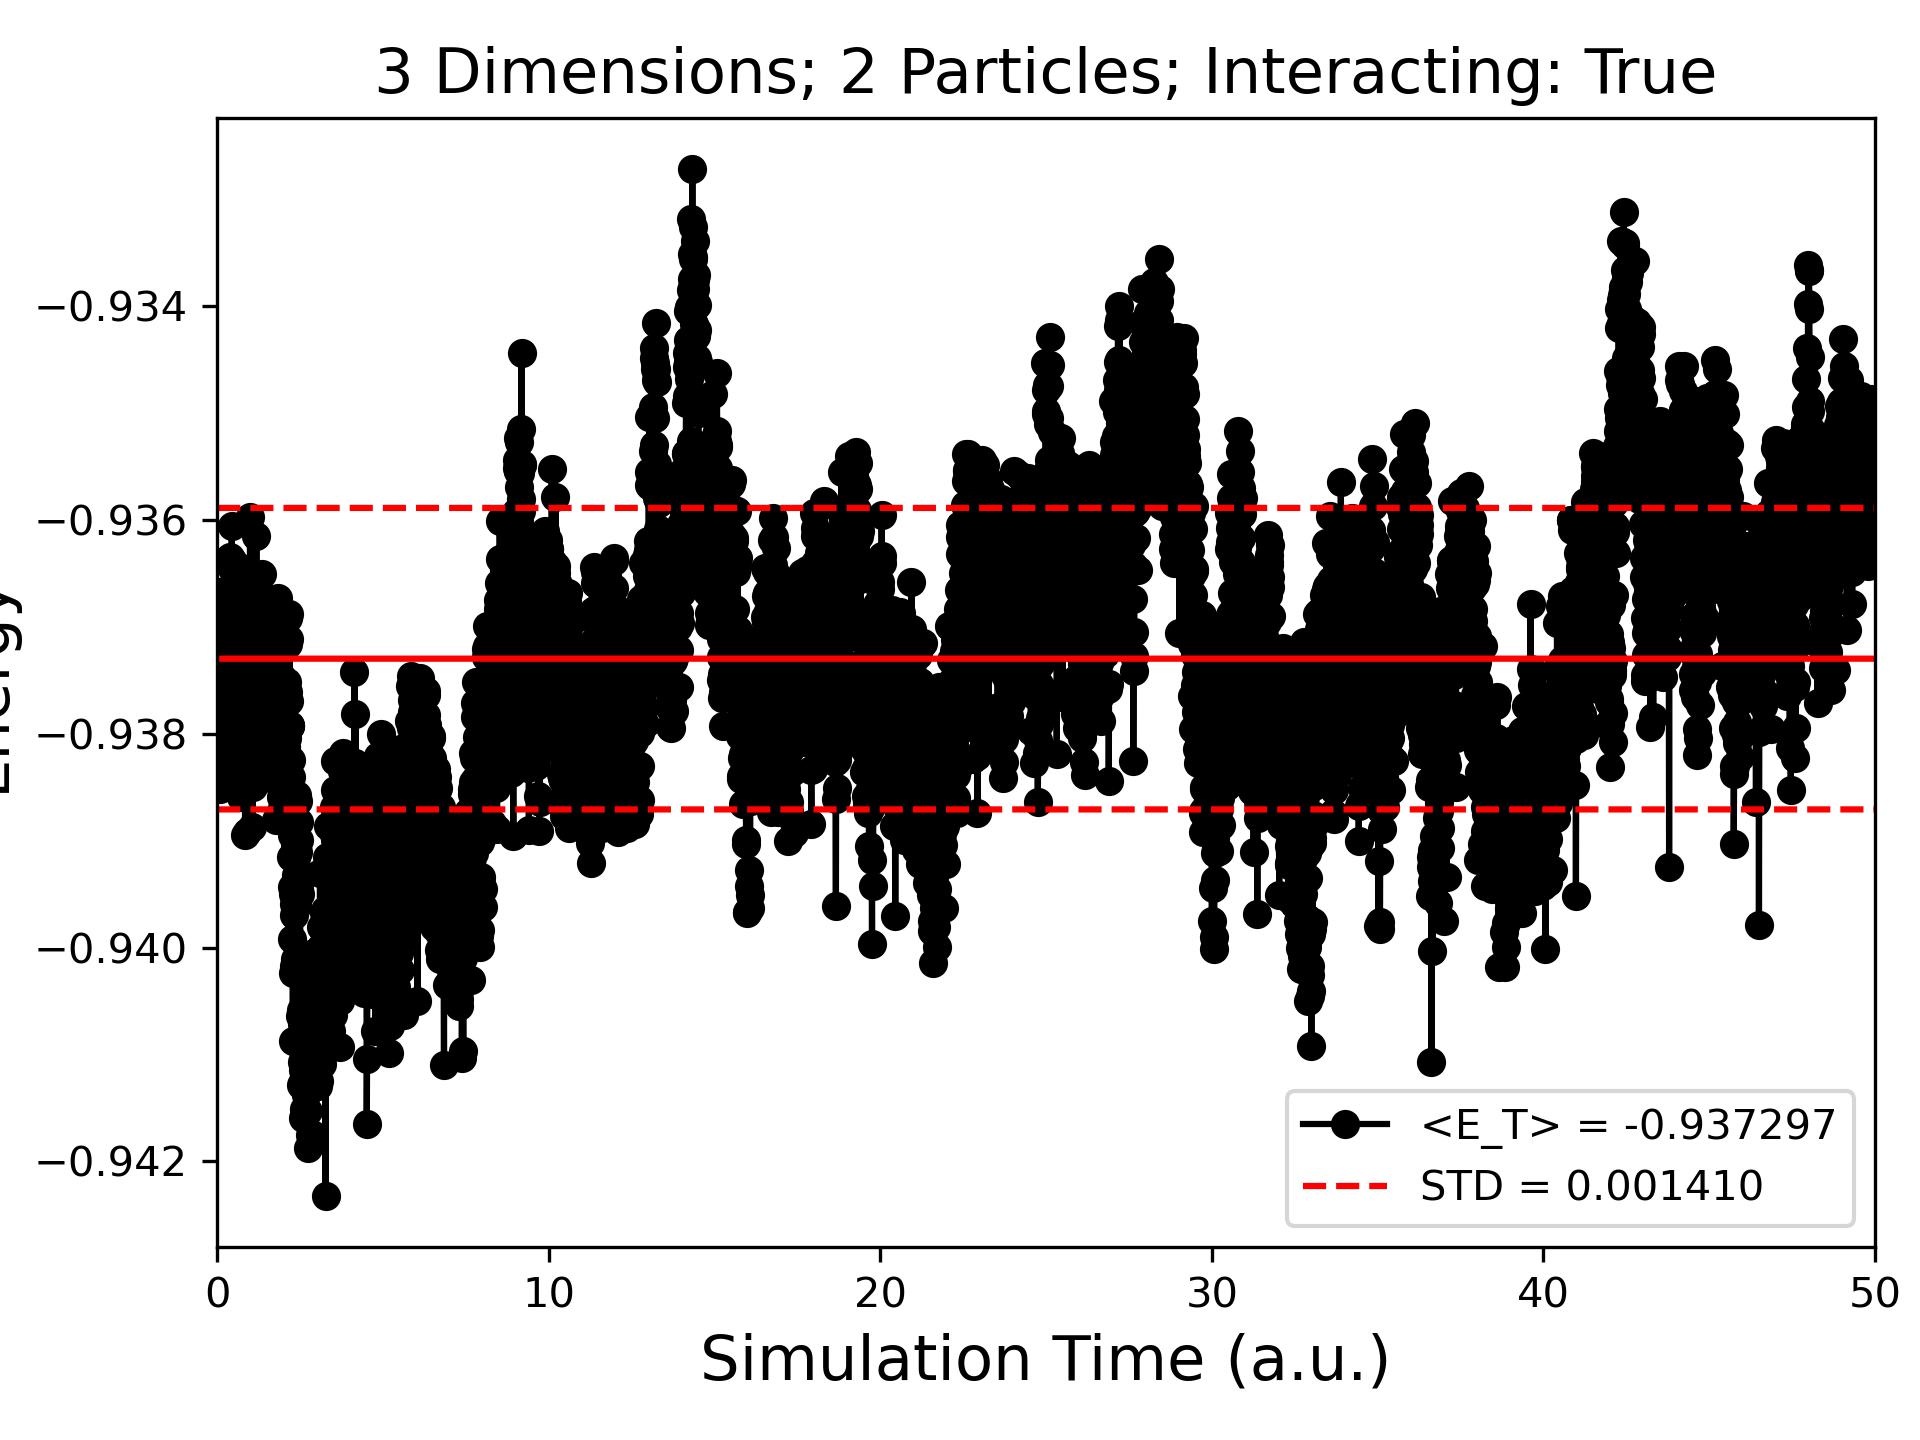 3 Dimensions; 2 Particles; Interacting: True
Energy
−0.934
−0.936
−0.938
−0.940
−0.942
<E_T> = -0.937297
STD = 0.001410
0 10 20 30 40 50
Simulation Time (a.u.)